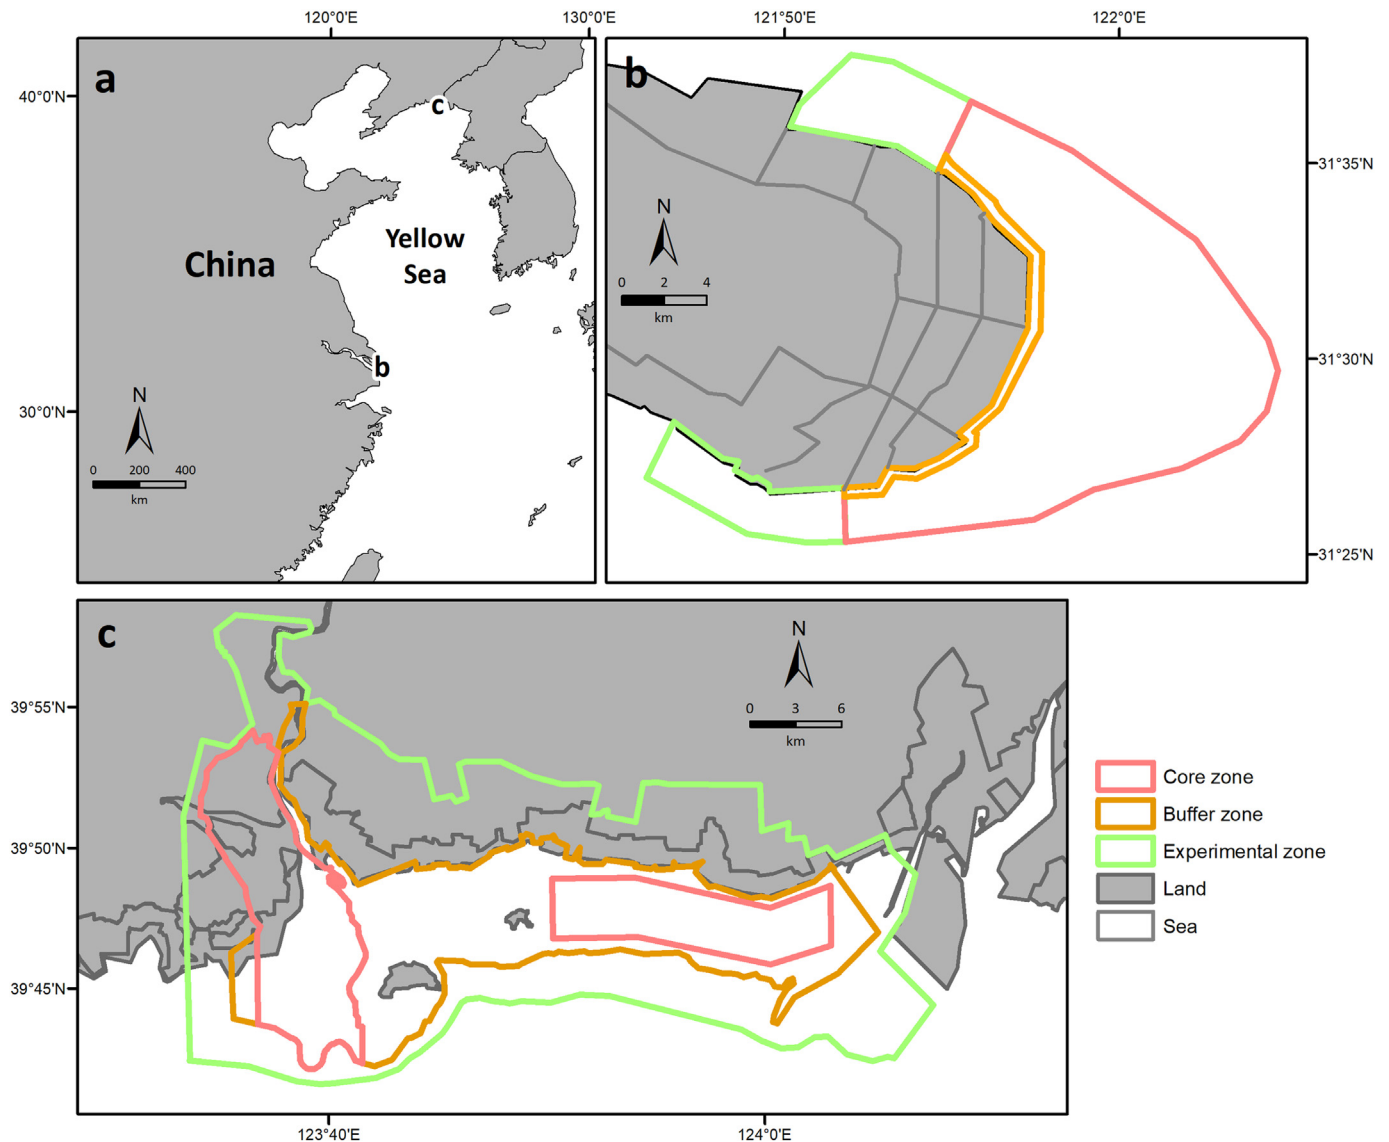 120°0'E
130°0'E
121°50'E
122°0'E
a
b
40°0'N
c
31°35'N
N
Yellow
Sea
China
0 2 4
km
b
31°30'N
N
30°0'N
0 200 400
km
31°25'N
c
N
39°55'N
0 3 6
km
Core zone
Buffer zone
39°50'N
Experimental zone
Land
Sea
39°45'N
123°40'E
124°0'E